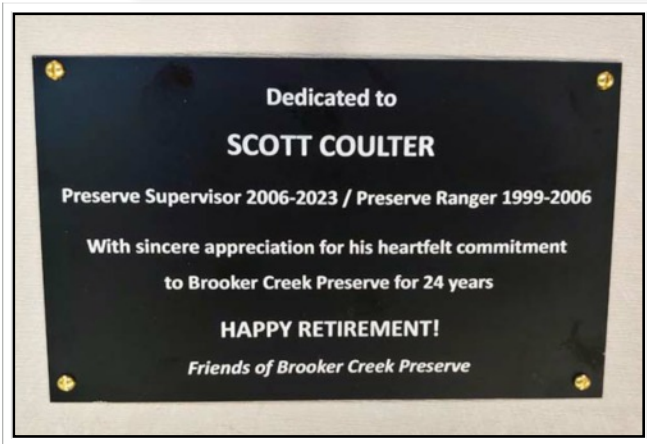 Dedicated to
SCOTT COULTER
Preserve Supervisor 2006-2023 / Preserve Ranger 1999-2006
With sincere appreciation for his heartfelt commitment
to Brooker Creek Preserve for 24 years
HAPPY RETIREMENT!
Friends of Brooker Creek Preserve